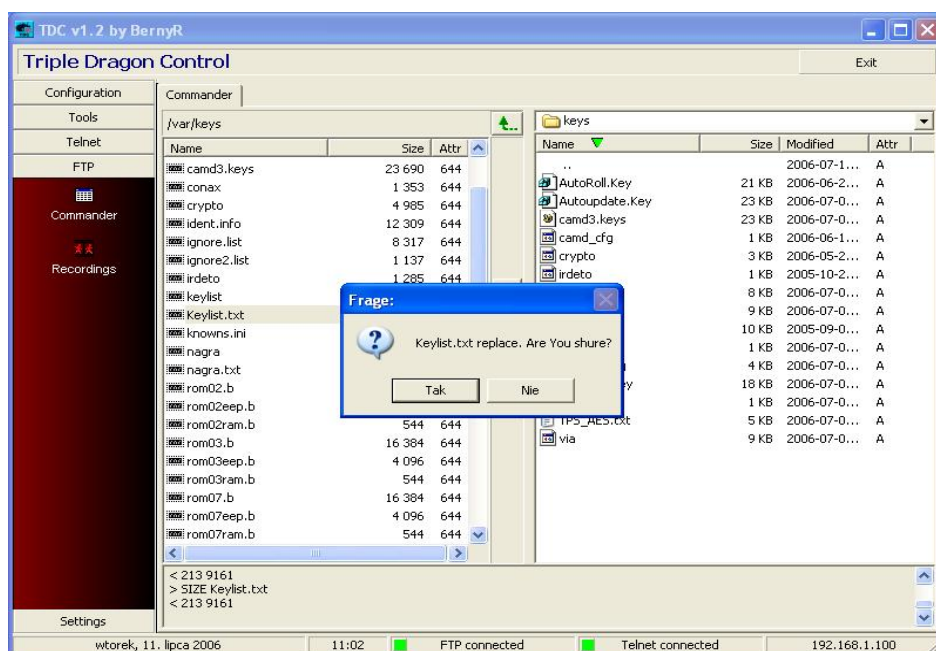 TDC v1.2 by BernyR
Triple Dragon Control
Exit
Configuration
Tools
Telnet
FTP
Commander
Recordings
Settings
Commander
/var/keys
Name Size Attr
camd3.keys 23 690 644
conax 1 353 644
crypto 4 985 644
ident.info 12 309 644
ignore.list 8 317 644
ignore2.list 1 137 644
irdeto 1 285 644
keylist
Keylist.txt
knowns.ini
nagra
nagra.txt
rom02.b
rom02eep.b
rom02ram.b 544 644
rom03.b 16 384 644
rom03eep.b 4 096 644
rom03ram.b 544 644
rom07.b 16 384 644
rom07eep.b 4 096 644
rom07ram.b 544 644
keys
Name Size Modified Attr
.. 2006-07-1... A
AutoRoll.Key 21 KB 2006-06-2... A
Autoupdate.Key 23 KB 2006-07-0... A
camd3.keys 23 KB 2006-07-0... A
camd_cfg 1 KB 2006-06-1... A
crypto 3 KB 2006-05-2... A
irdeto 1 KB 2005-10-2... A
8 KB 2006-07-0... A
9 KB 2006-07-0... A
10 KB 2005-09-0... A
1 KB 2006-07-0... A
4 KB 2006-07-0... A
18 KB 2006-07-0... A
1 KB 2006-07-0... A
TPS_AES.txt 5 KB 2006-07-0... A
via 9 KB 2006-07-0... A
Frage:
Keylist.txt replace. Are You shure?
Tak Nie
< 213 9161
> SIZE Keylist.txt
< 213 9161
wtorek, 11. lipca 2006 11:02 FTP connected Telnet connected 192.168.1.100